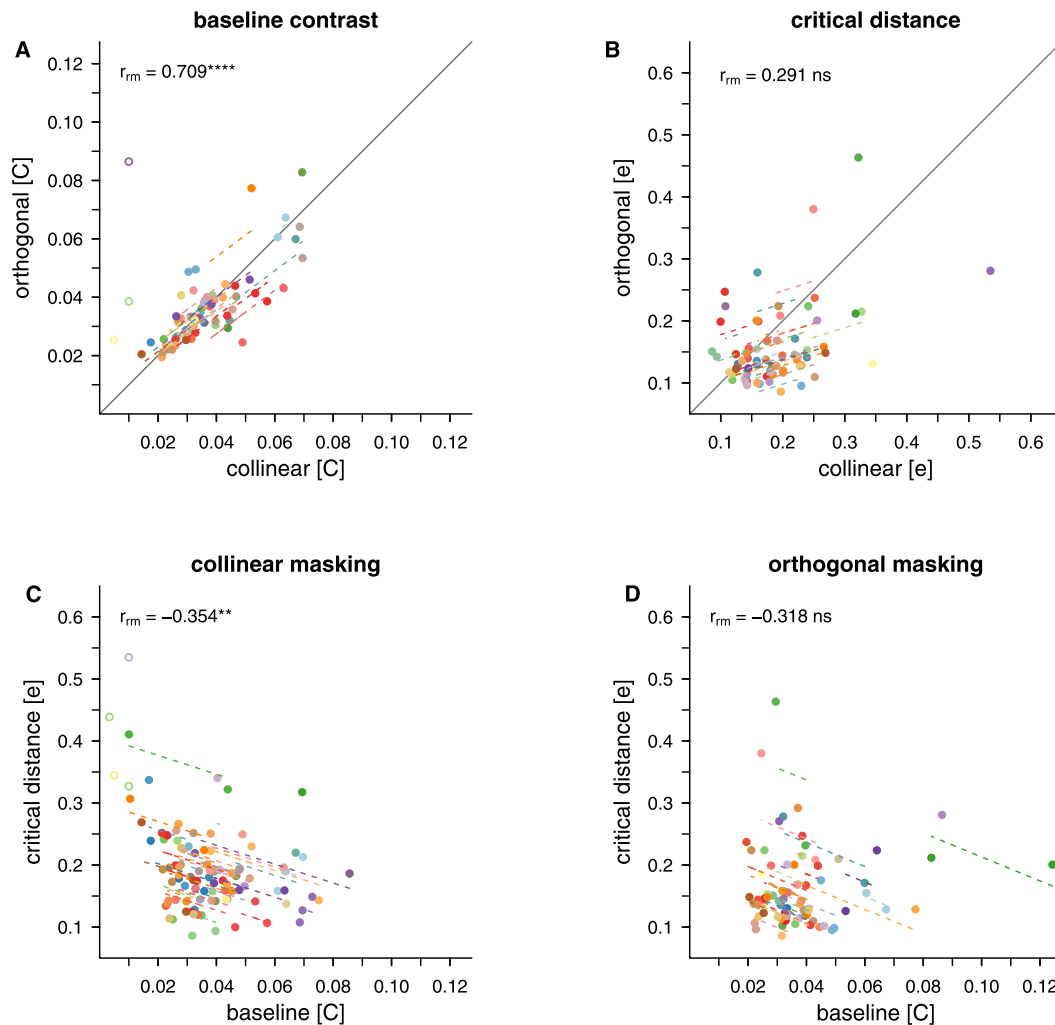 baseline contrast
A
r_rm = 0.709****
0.12
0.10
0.08
0.06
0.04
0.02
orthogonal [C]
0.02 0.04 0.06 0.08 0.10 0.12
collinear [C]
critical distance
B
r_rm = 0.291 ns
0.6
0.5
0.4
0.3
0.2
0.1
orthogonal [e]
0.1 0.2 0.3 0.4 0.5 0.6
collinear [e]
collinear masking
C
r_rm = −0.354**
0.6
0.5
0.4
0.3
0.2
0.1
critical distance [e]
0.02 0.04 0.06 0.08 0.10 0.12
baseline [C]
orthogonal masking
D
r_rm = −0.318 ns
0.6
0.5
0.4
0.3
0.2
0.1
critical distance [e]
0.02 0.04 0.06 0.08 0.10 0.12
baseline [C]